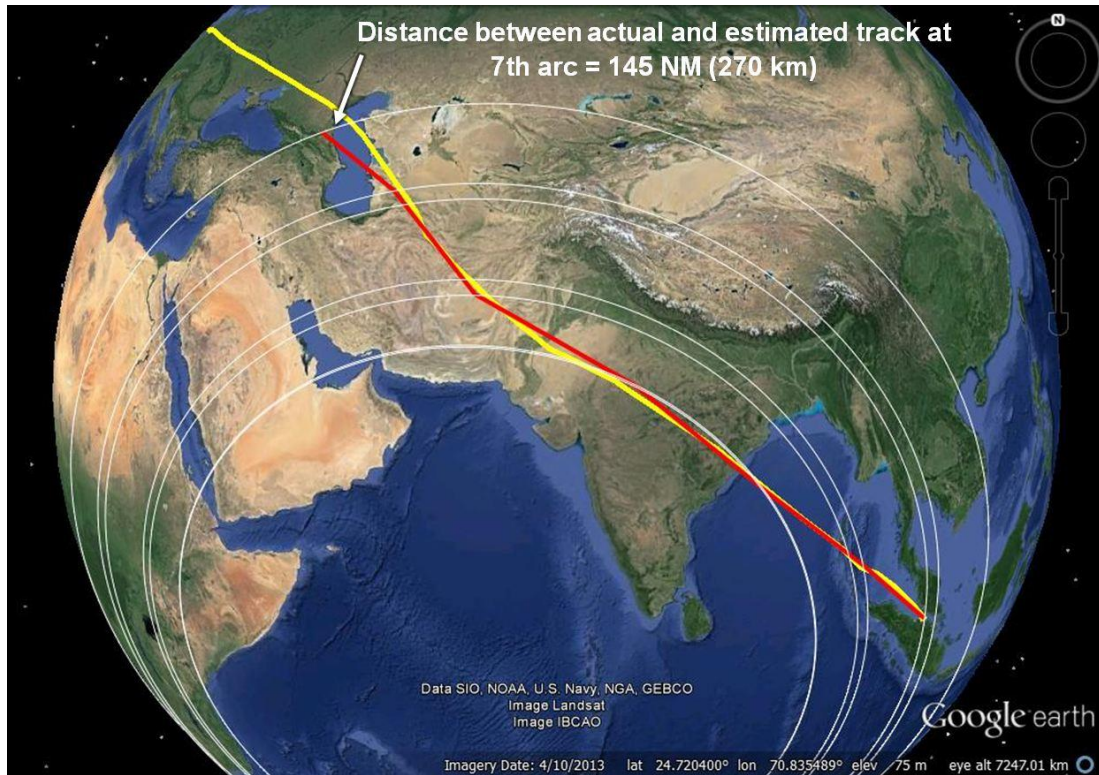 Distance between actual and estimated track at
7th arc = 145 NM (270 km)
N
Data SIO, NOAA, U.S. Navy, NGA, GEBCO
Image Landsat
Image IBCAO
Google earth
Imagery Date: 4/10/2013 lat 24.720400° lon 70.835489° elev 75 m eye alt 7247.01 km